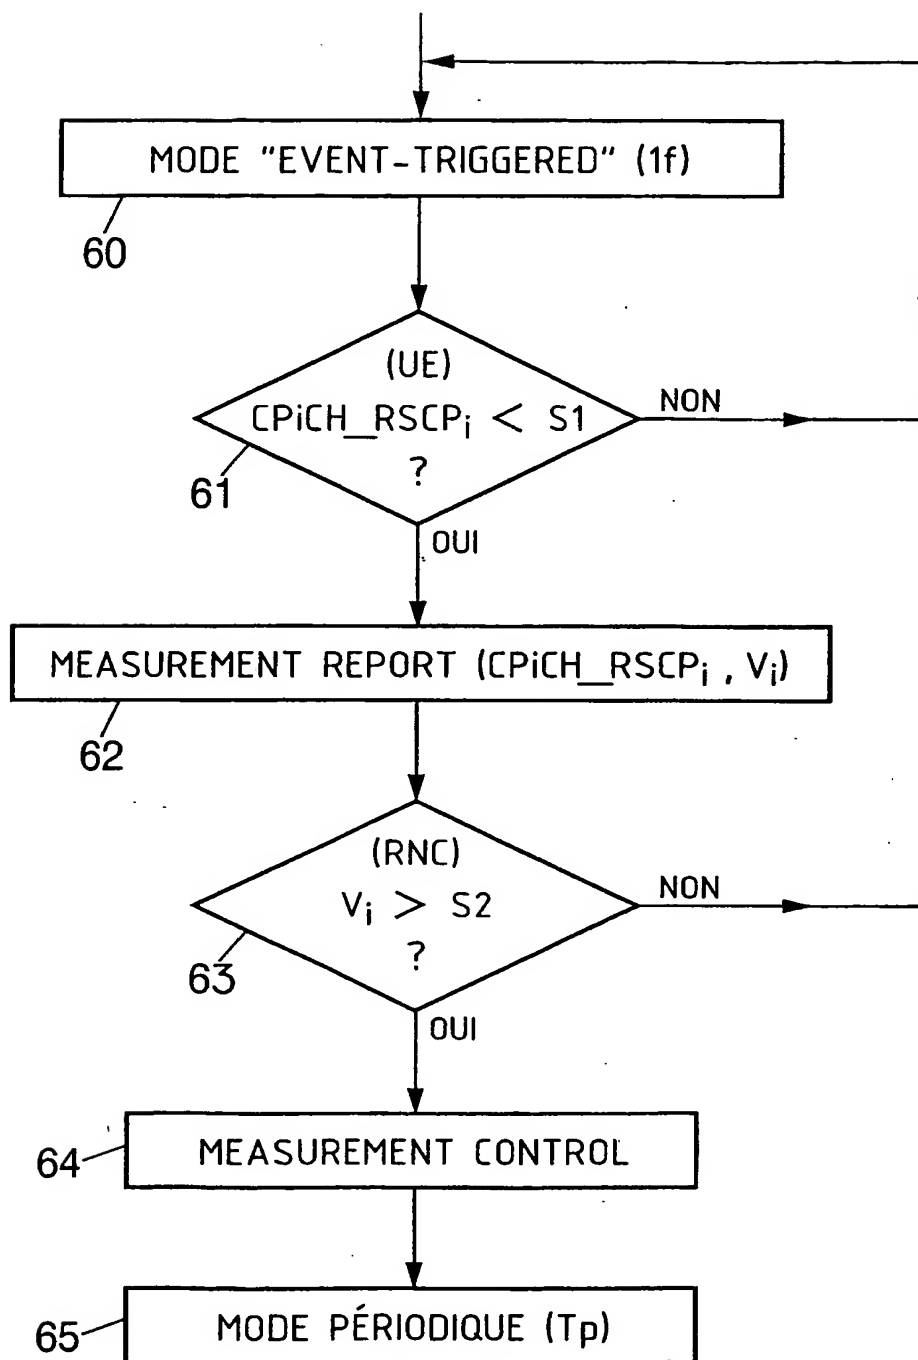 MODE "EVENT-TRIGGERED" (1f)
60
(UE)
CPiCH_RSCPi < S1
?
NON
61
OUI
MEASUREMENT REPORT (CPiCH_RSCPi , Vi)
62
(RNC)
Vi > S2
?
NON
63
OUI
64
MEASUREMENT CONTROL
65
MODE PÉRIODIQUE (Tp)